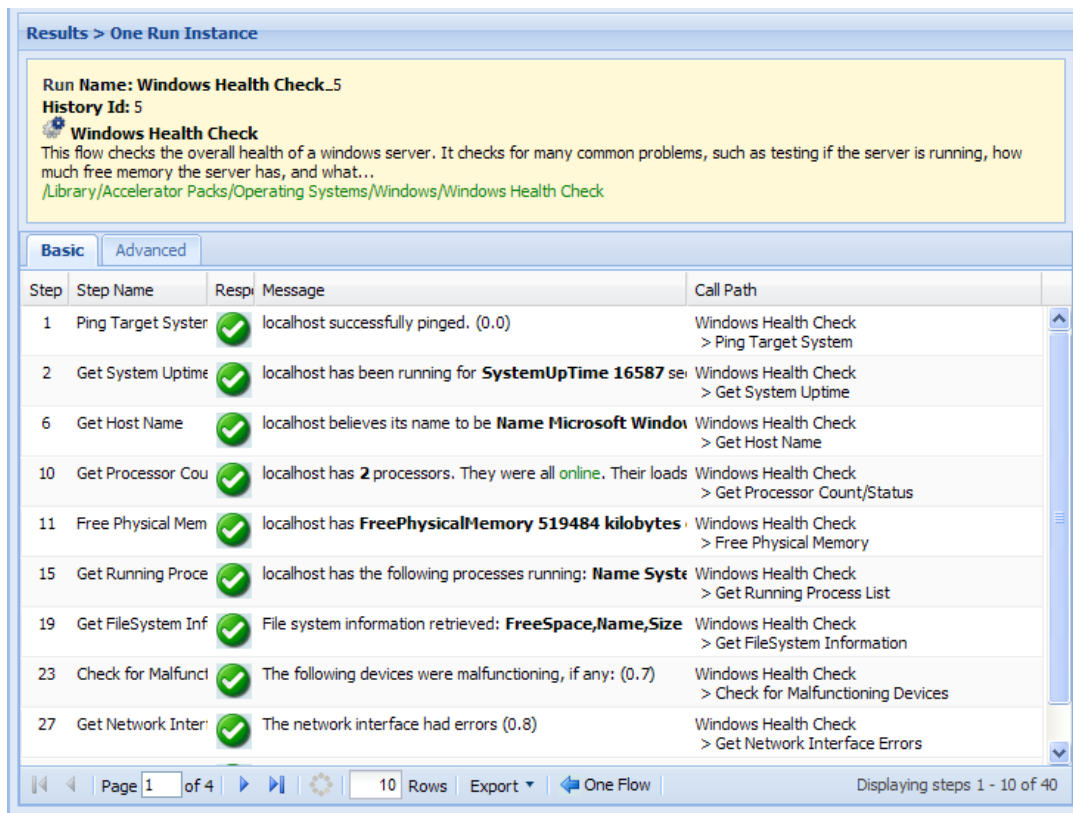 Results > One Run Instance
Run Name: Windows Health Check_5
History Id: 5
Windows Health Check
This flow checks the overall health of a windows server. It checks for many common problems, such as testing if the server is running, how
much free memory the server has, and what...
/Library/Accelerator Packs/Operating Systems/Windows/Windows Health Check
Basic Advanced
Step Step Name Resp Message Call Path
1 Ping Target System localhost successfully pinged. (0.0) Windows Health Check
> Ping Target System
2 Get System Uptime localhost has been running for SystemUpTime 16587 sec Windows Health Check
> Get System Uptime
6 Get Host Name localhost believes its name to be Name Microsoft Window Windows Health Check
> Get Host Name
10 Get Processor Cou localhost has 2 processors. They were all online. Their loads Windows Health Check
> Get Processor Count/Status
11 Free Physical Mem localhost has FreePhysicalMemory 519484 kilobytes Windows Health Check
> Free Physical Memory
15 Get Running Proce localhost has the following processes running: Name Syste Windows Health Check
> Get Running Process List
19 Get FileSystem Inf File system information retrieved: FreeSpace,Name,Size Windows Health Check
> Get FileSystem Information
23 Check for Malfunct The following devices were malfunctioning, if any: (0.7) Windows Health Check
> Check for Malfunctioning Devices
27 Get Network Interf The network interface had errors (0.8) Windows Health Check
> Get Network Interface Errors
Page 1 of 4 10 Rows Export One Flow Displaying steps 1 - 10 of 40